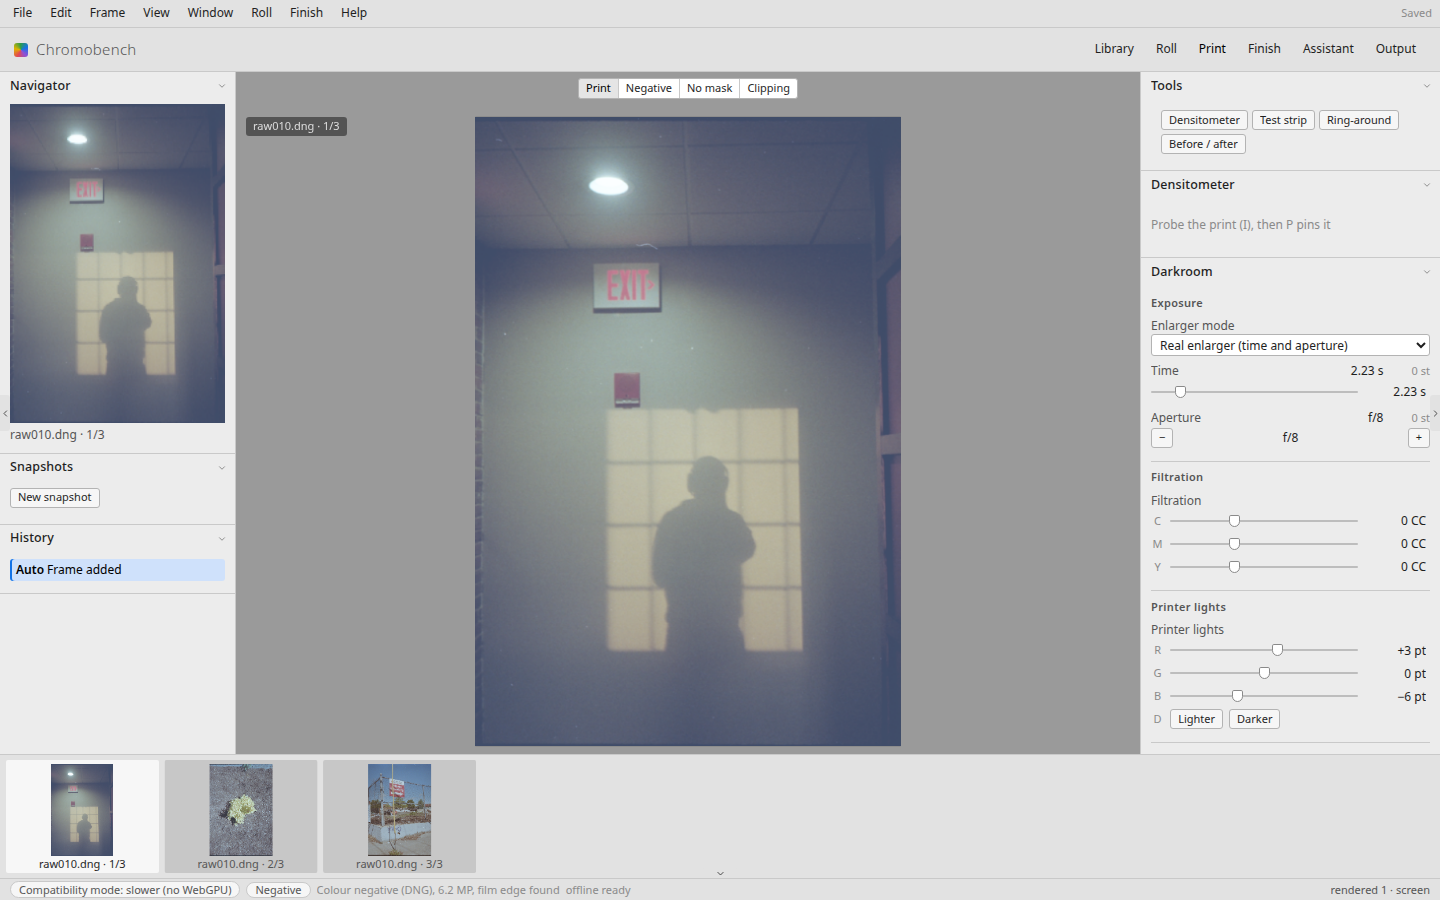 File Edit Frame View Window Roll Finish Help
Saved
Chromobench
Library Roll Print Finish Assistant Output
Navigator
raw010.dng · 1/3
Snapshots
New snapshot
History
Auto Frame added
Print Negative No mask Clipping
raw010.dng · 1/3
EXIT
Tools
Densitometer Test strip Ring-around
Before / after
Densitometer
Probe the print (I), then P pins it
Darkroom
Exposure
Enlarger mode
Real enlarger (time and aperture)
Time 2.23 s 0 st
2.23 s
Aperture f/8 0 st
− f/8 +
Filtration
Filtration
C 0 CC
M 0 CC
Y 0 CC
Printer lights
Printer lights
R +3 pt
G 0 pt
B −6 pt
D Lighter Darker
raw010.dng · 1/3
raw010.dng · 2/3
raw010.dng · 3/3
Compatibility mode: slower (no WebGPU) Negative Colour negative (DNG), 6.2 MP, film edge found offline ready
rendered 1 · screen